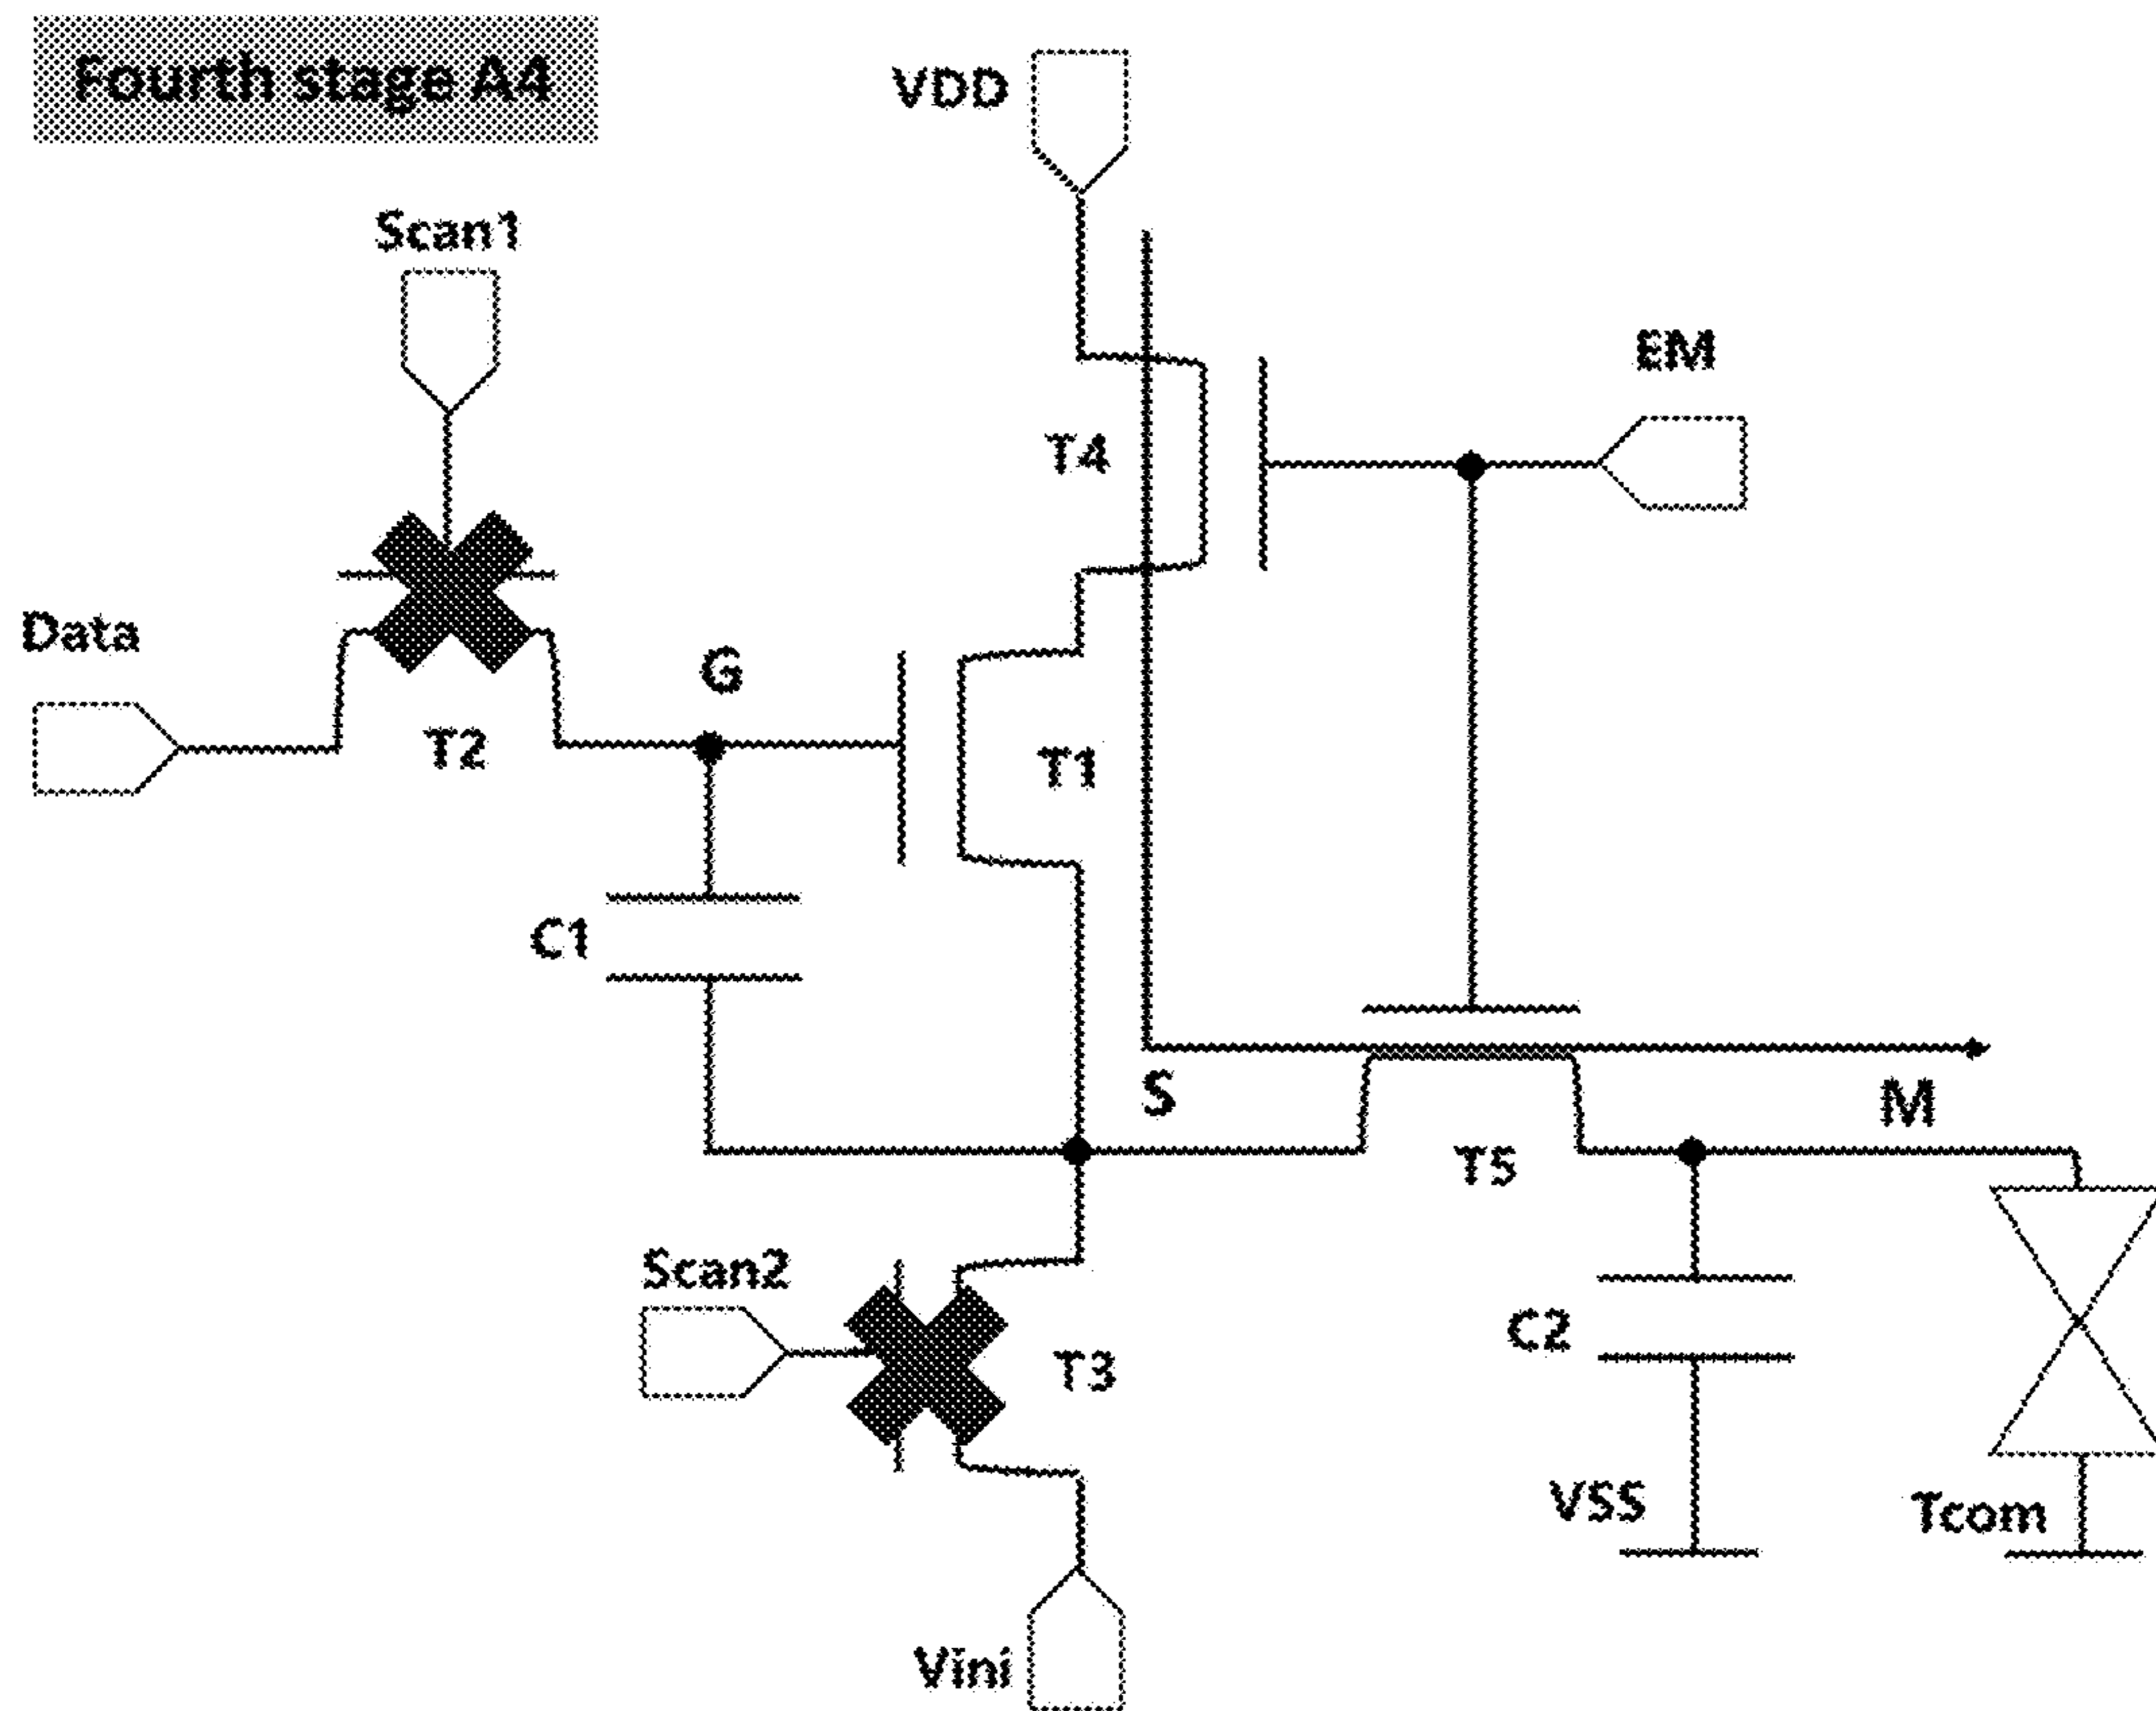 Fourth stage A4
VDD
Scan1
EM
T4
Data
G
T2
T1
C1
S
M
T5
Scan2
C2
T3
VSS
Tcom
Vini